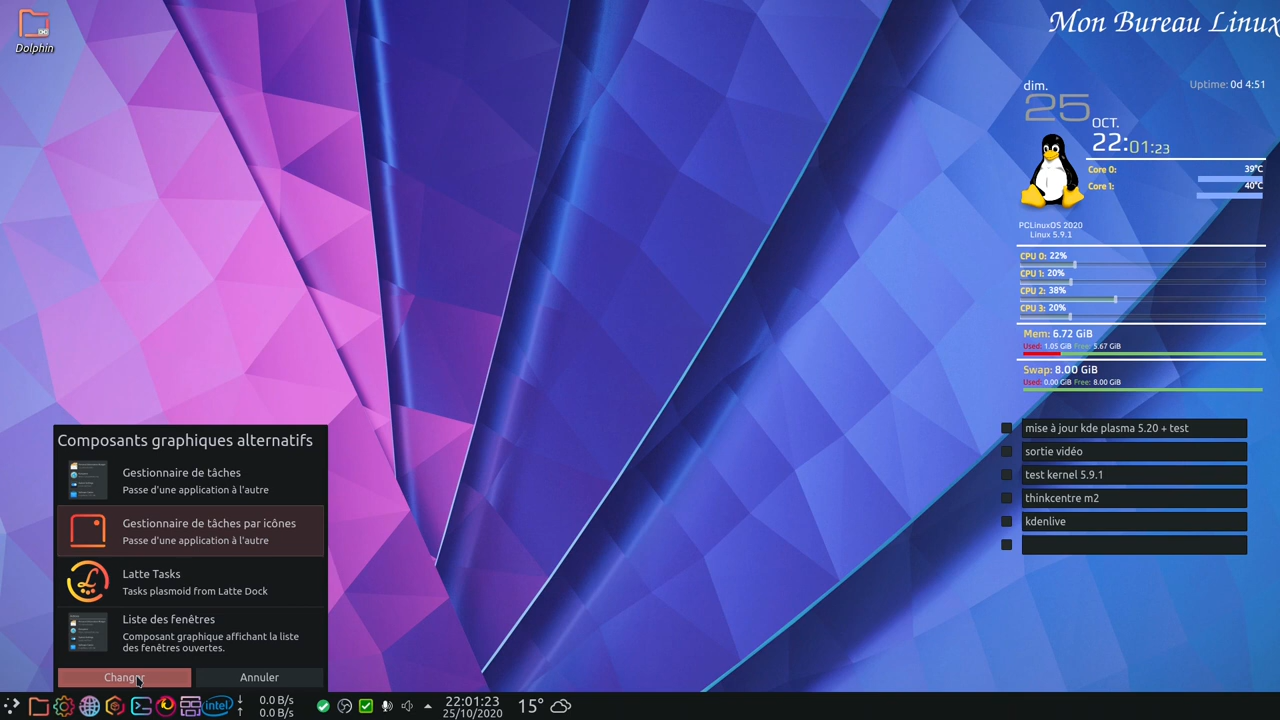 Dolphin
Mon Bureau Linux
dim.
Uptime: 0d 4:51
25
OCT.
22:01:23
Core 0: 39°C
Core 1: 40°C
PCLinuxOS 2020
Linux 5.9.1
CPU 0: 22%
CPU 1: 20%
CPU 2: 38%
CPU 3: 20%
Mem: 6.72 GiB
Used: 1.05 GiB Free: 5.67 GiB
Swap: 8.00 GiB
Used: 0.00 GiB Free: 8.00 GiB
mise à jour kde plasma 5.20 + test
sortie vidéo
test kernel 5.9.1
thinkcentre m2
kdenlive
Composants graphiques alternatifs
Gestionnaire de tâches
Passe d'une application à l'autre
Gestionnaire de tâches par icônes
Passe d'une application à l'autre
Latte Tasks
Tasks plasmoid from Latte Dock
Liste des fenêtres
Composant graphique affichant la liste
des fenêtres ouvertes.
Changer Annuler
intel
0.0 B/s
0.0 B/s
22:01:23
25/10/2020
15°